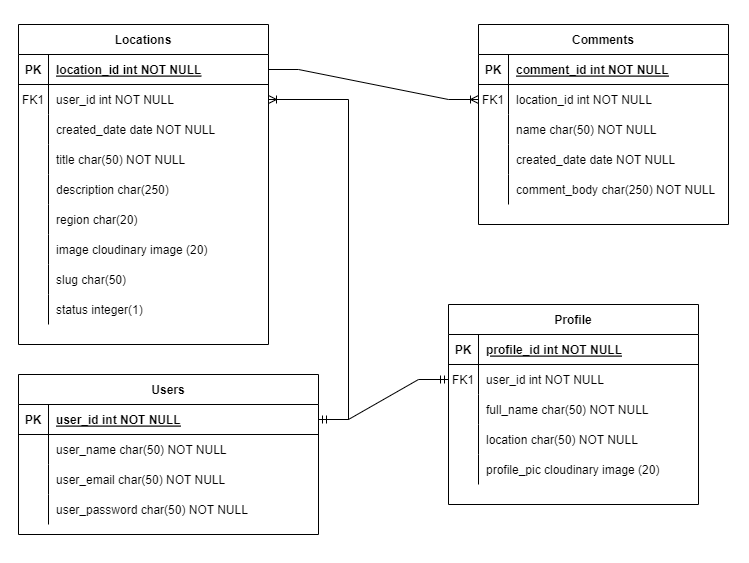 Locations
PK location_id int NOT NULL
FK1 user_id int NOT NULL
created_date date NOT NULL
title char(50) NOT NULL
description char(250)
region char(20)
image cloudinary image (20)
slug char(50)
status integer(1)
Comments
PK comment_id int NOT NULL
FK1 location_id int NOT NULL
name char(50) NOT NULL
created_date date NOT NULL
comment_body char(250) NOT NULL
Users
PK user_id int NOT NULL
user_name char(50) NOT NULL
user_email char(50) NOT NULL
user_password char(50) NOT NULL
Profile
PK profile_id int NOT NULL
FK1 user_id int NOT NULL
full_name char(50) NOT NULL
location char(50) NOT NULL
profile_pic cloudinary image (20)